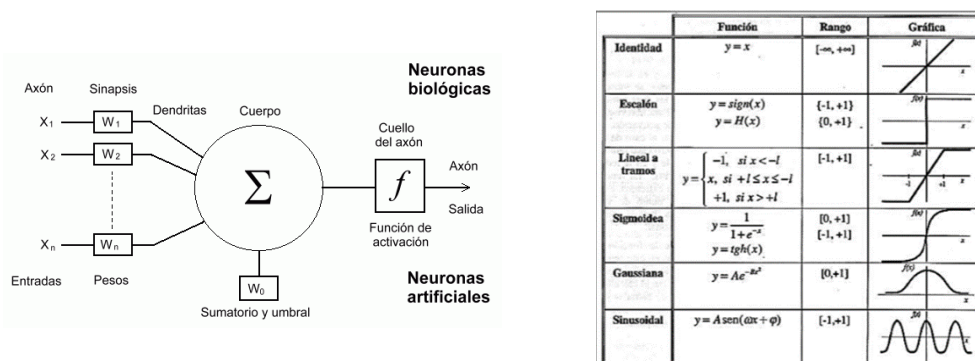 Neuronas
biológicas
Axón
Sinapsis
Dendritas
Cuerpo
Cuello
del axón
X1
W1
X2
W2
Xn
Wn
Σ
f
Axón
Salida
Función de
activación
Entradas
Pesos
W0
Sumatorio y umbral
Neuronas
artificiales
Función Rango Gráfica
Identidad y = x [-∞, +∞] f(x) x
Escalón y = sign(x) {-1, +1} f(x) x
y = H(x) {0, +1}
Lineal a
tramos
-1, si x < -l
y = { x, si +l ≤ x ≤ -l
+1, si x > +l
[-1, +1] f(x) -1 +1 x
Sigmoidea y = 1 / (1+e^-x) [0, +1] f(x) x
y = tgh(x) [-1, +1]
Gaussiana y = Ae^-Bx² [0,+1] f(x) x
Sinusoidal y = A sen(ωx + φ) [-1,+1] f(x) x